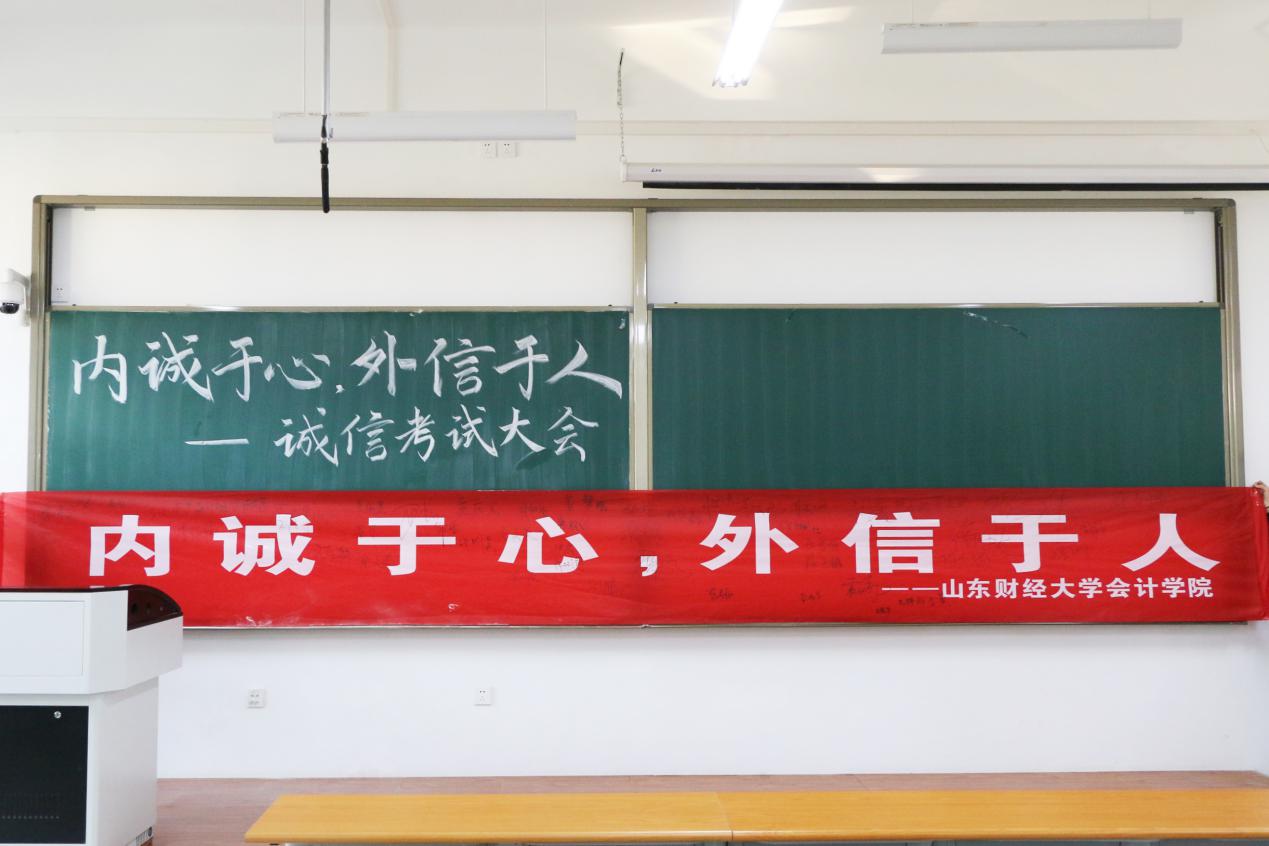 内诚于心,外信于人
— 诚信考试大会
内诚于心,外信于人
——山东财经大学会计学院